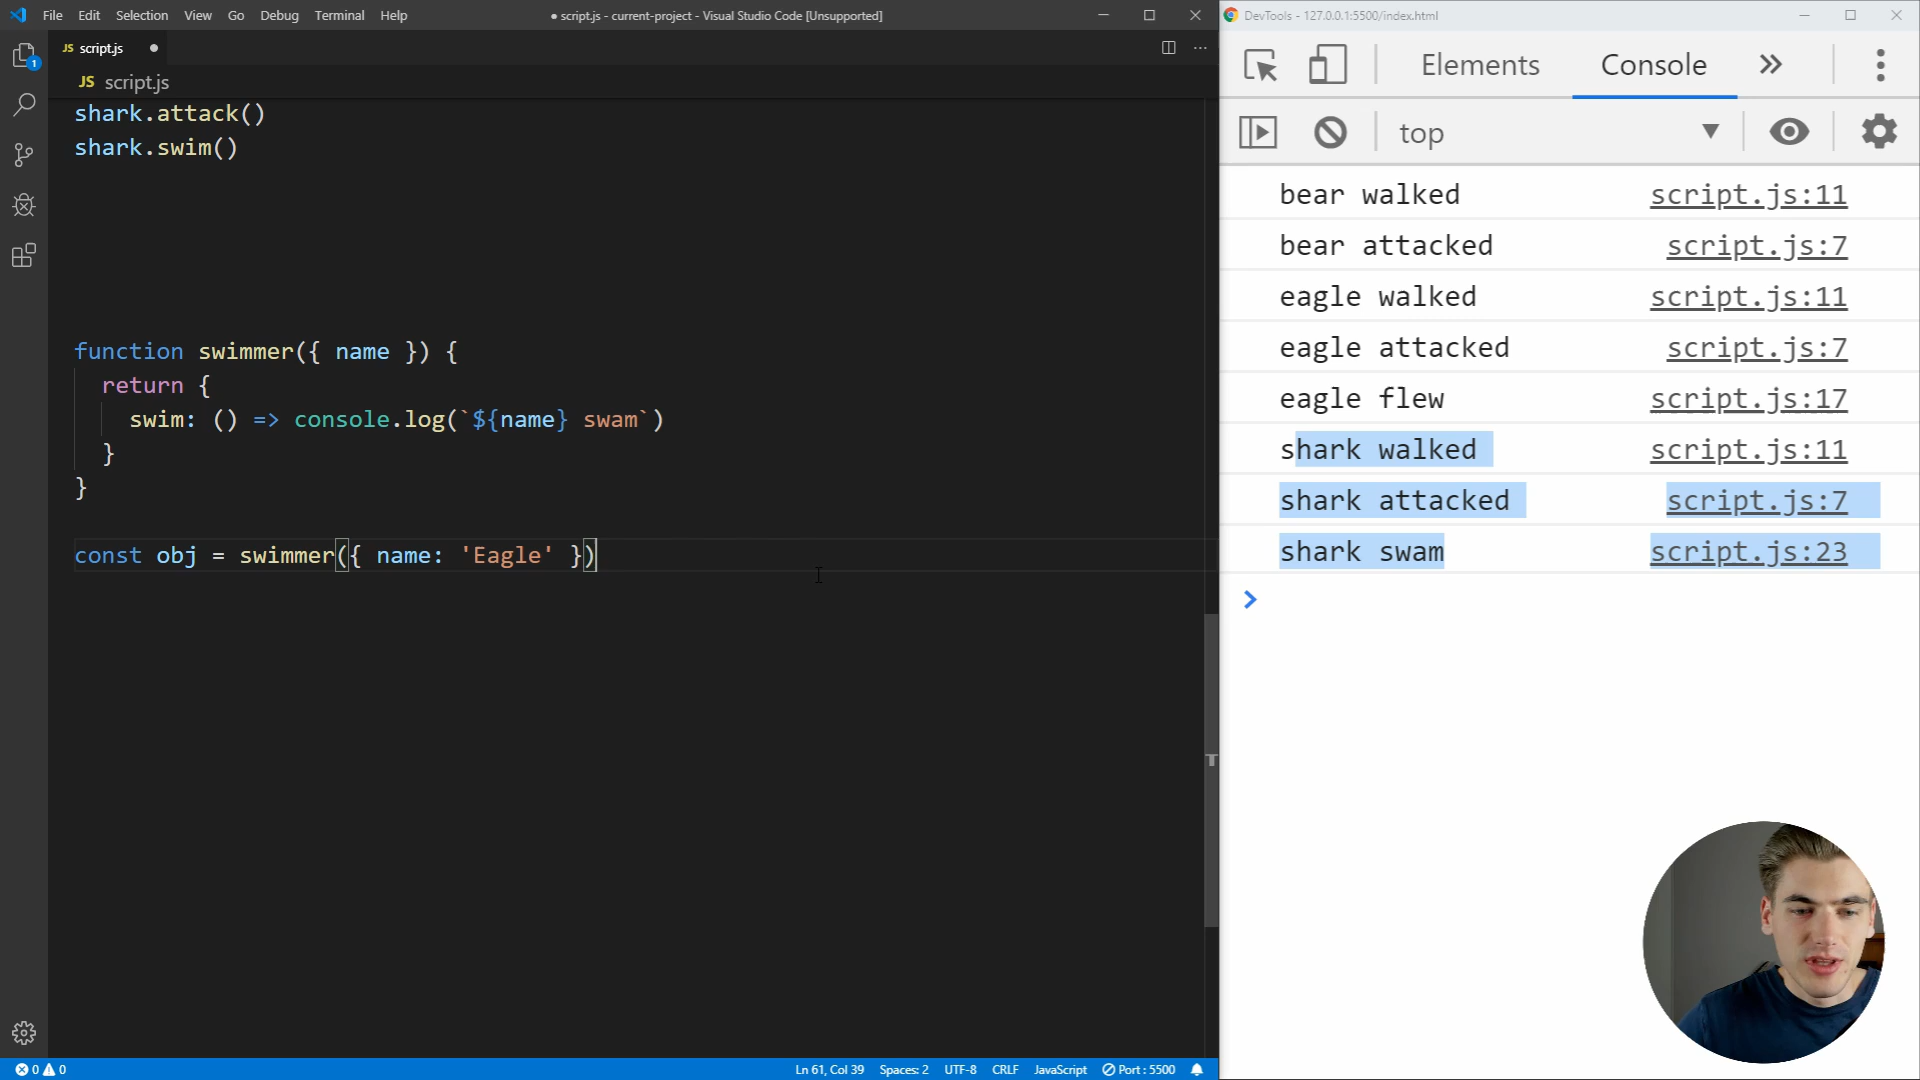 File Edit Selection View Go Debug Terminal Help
● script.js - current-project - Visual Studio Code [Unsupported]
JS script.js ●
JS script.js
shark.attack()
shark.swim()
function swimmer({ name }) {
return {
swim: () => console.log(`${name} swam`)
}
}
const obj = swimmer({ name: 'Eagle' })
1
0 0
Ln 61, Col 39 Spaces: 2 UTF-8 CRLF JavaScript Port : 5500
DevTools - 127.0.0.1:5500/index.html
Elements Console
top
bear walked script.js:11
bear attacked script.js:7
eagle walked script.js:11
eagle attacked script.js:7
eagle flew script.js:17
shark walked script.js:11
shark attacked script.js:7
shark swam script.js:23